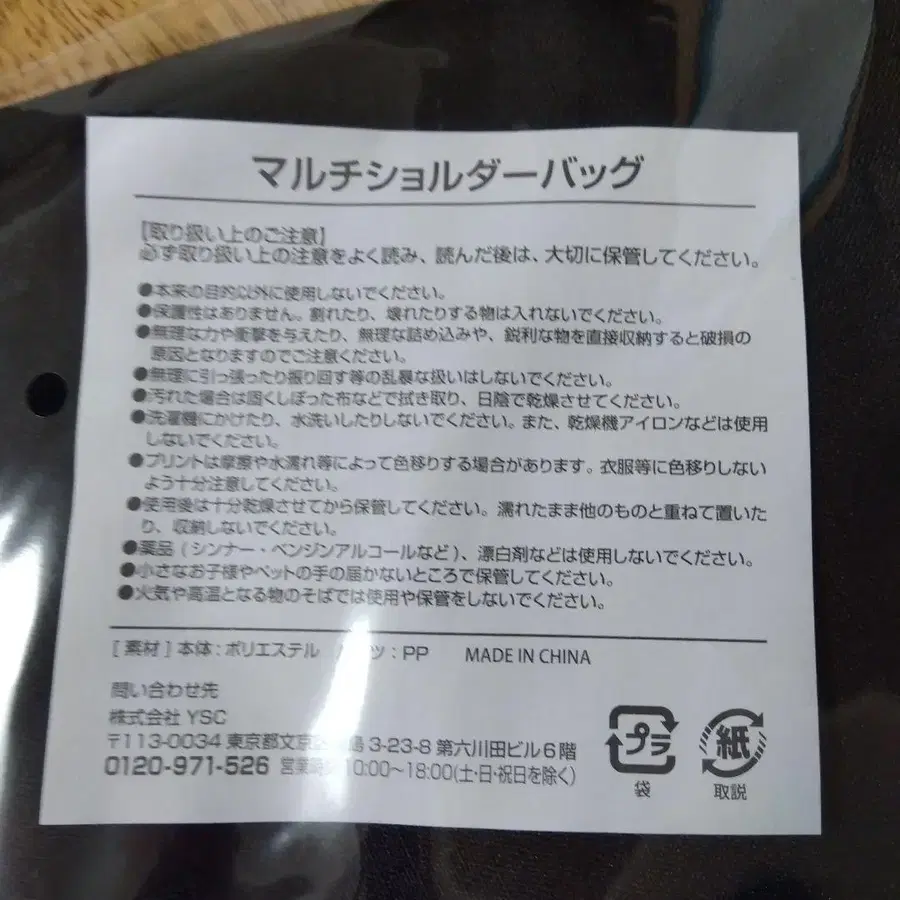 マルチショルダーバッグ
【取り扱い上のご注意】
必ず取り扱い上の注意をよく読み、読んだ後は、大切に保管してください。
●本来の目的以外に使用しないでください。
●保護性はありません。割れたり、壊れたりする物は入れないでください。
●無理な力や衝撃を与えたり、無理な詰め込みや、鋭利な物を直接収納すると破損の
原因となりますのでご注意ください。
●無理に引っ張ったり振り回す等の乱暴な扱いはしないでください。
●汚れた場合は固くしぼった布などで拭き取り、日陰で乾燥させてください。
●洗濯機にかけたり、水洗いしたりしないでください。また、乾燥機アイロンなどは使用
しないでください。
●プリントは摩擦や水濡れ等によって色移りする場合があります。衣服等に色移りしない
よう十分注意してください。
●使用後は十分乾燥させてから保管してください。濡れたまま他のものと重ねて置いた
り、収納しないでください。
●薬品(シンナー・ベンジンアルコールなど)、漂白剤などは使用しないでください。
●小さなお子様やペットの手の届かないところで保管してください。
●火気や高温となる物のそばでは使用や保管をしないでください。
[素材] 本体:ポリエステル ツ:PP MADE IN CHINA
問い合わせ先
株式会社 YSC
〒113-0034 東京都文京 島 3-23-8 第六川田ビル6階
0120-971-526 営業時 10:00〜18:00(土・日・祝日を除く)
プラ
袋
紙
取説